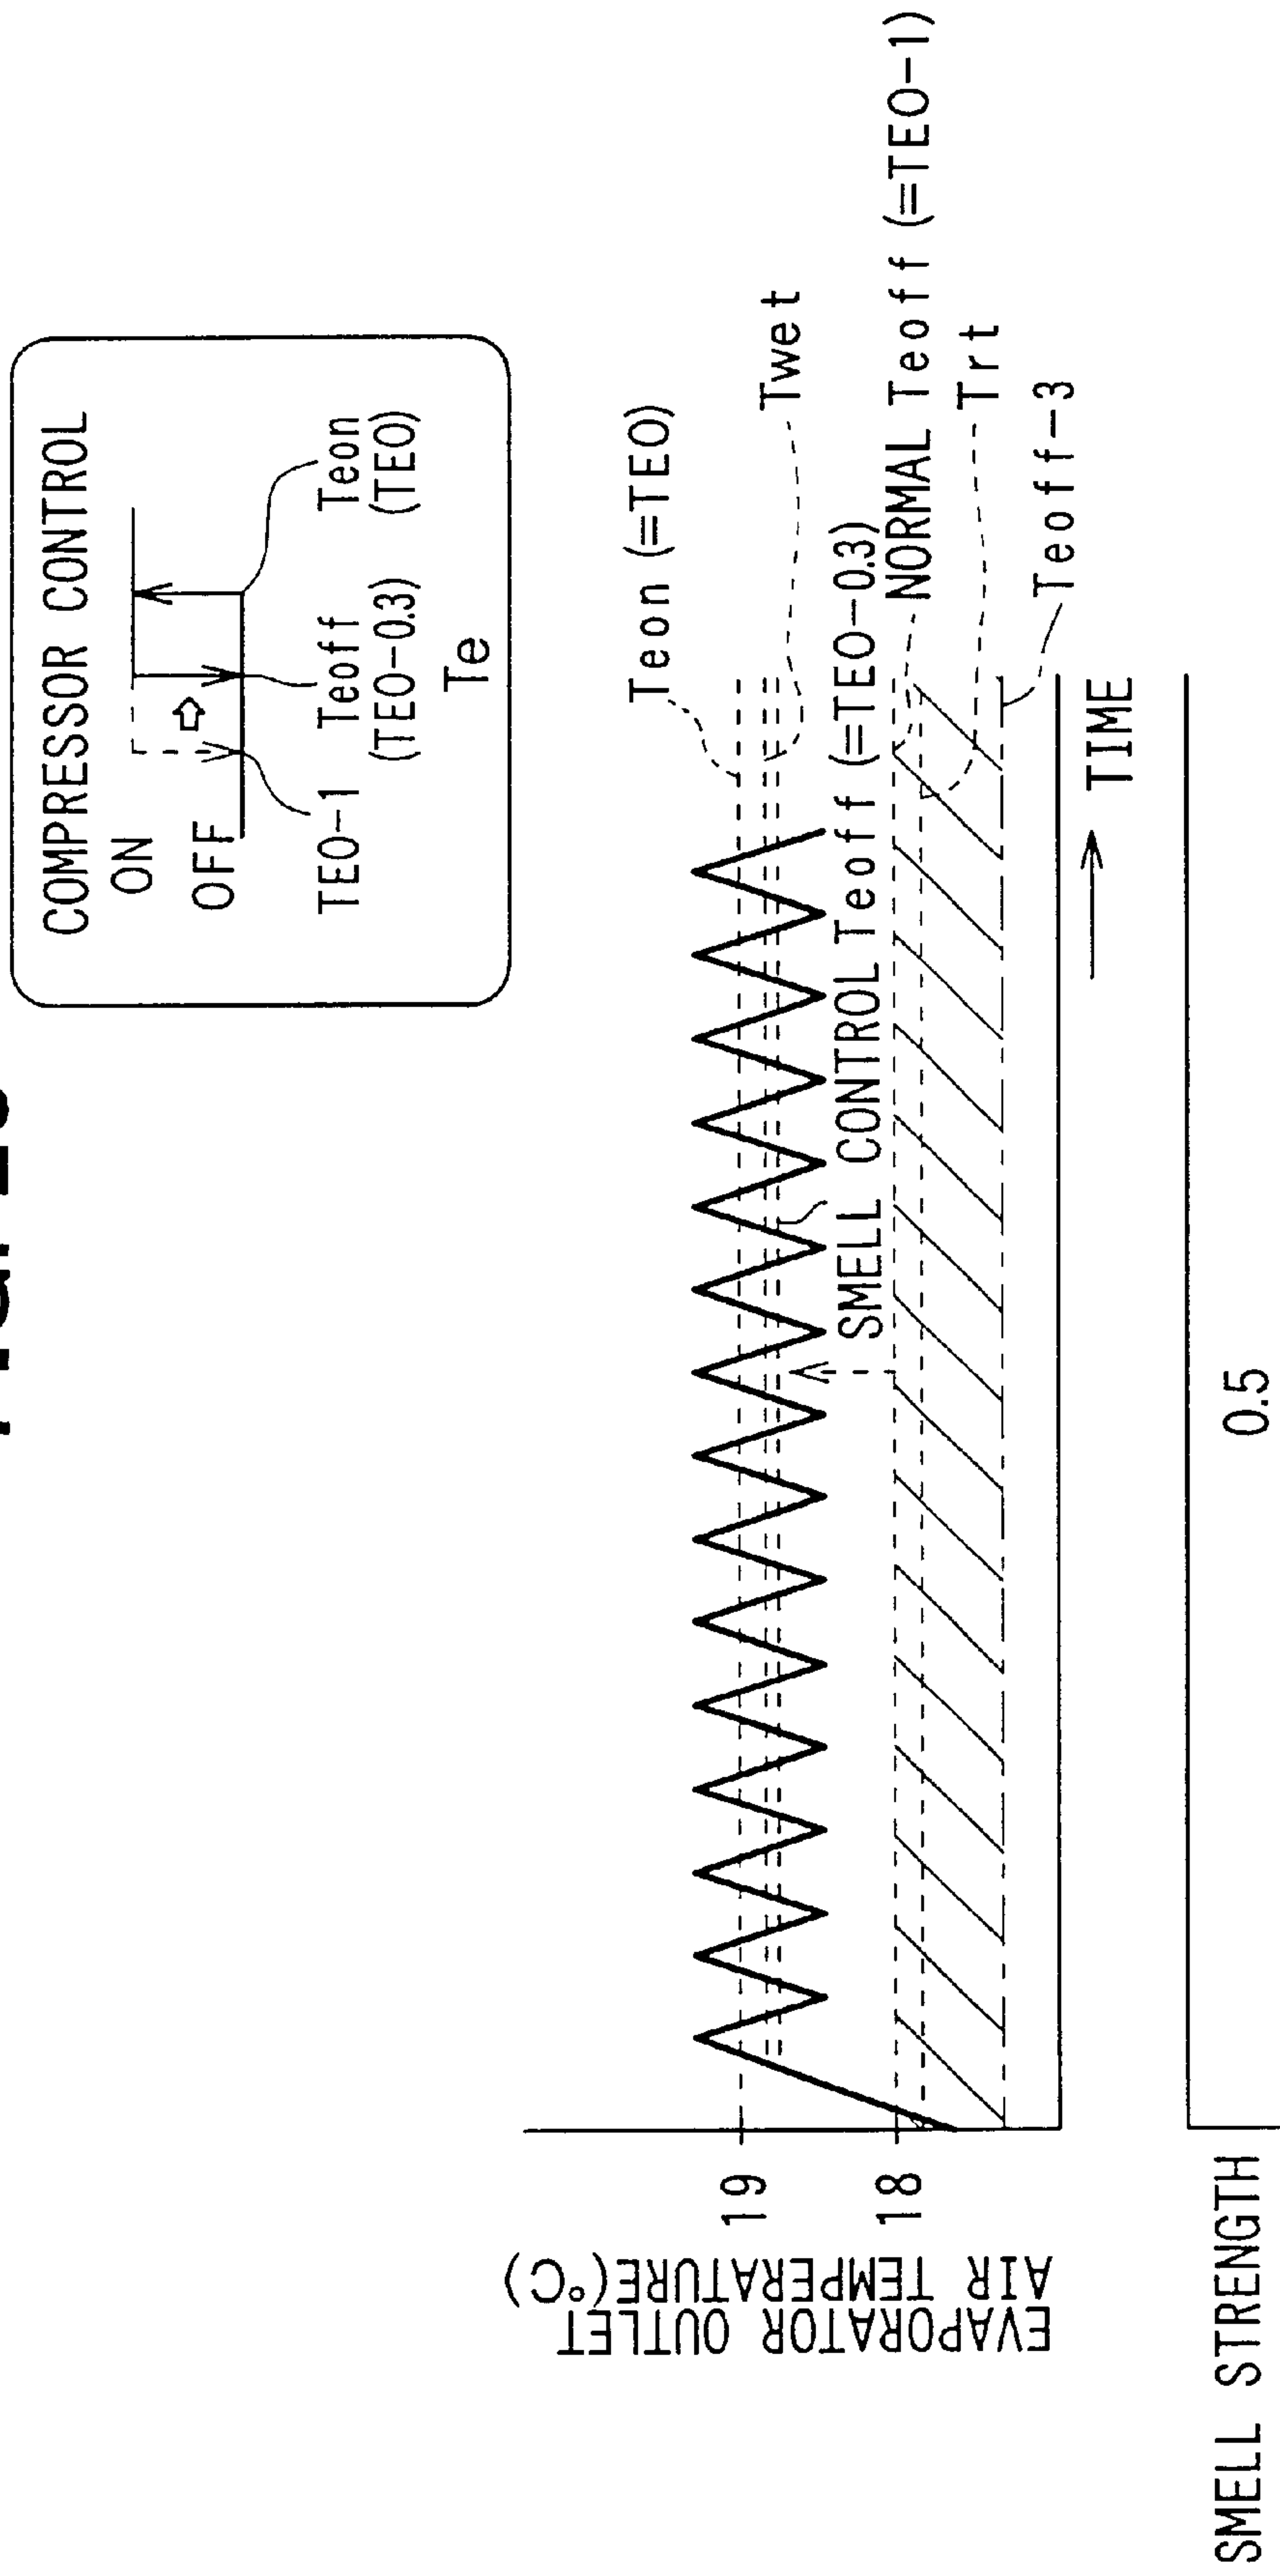 COMPRESSOR CONTROL
ON
OFF
TEO-1
Teoff
(TEO-0.3)
Teon
(TEO)
Te
EVAPORATOR OUTLET
AIR TEMPERATURE(°C)
19
18
Teon (=TEO)
Twet
SMELL CONTROL Teoff (=TEO-0.3)
NORMAL Teoff (=TEO-1)
Trt
Teoff-3
TIME
SMELL STRENGTH
0.5